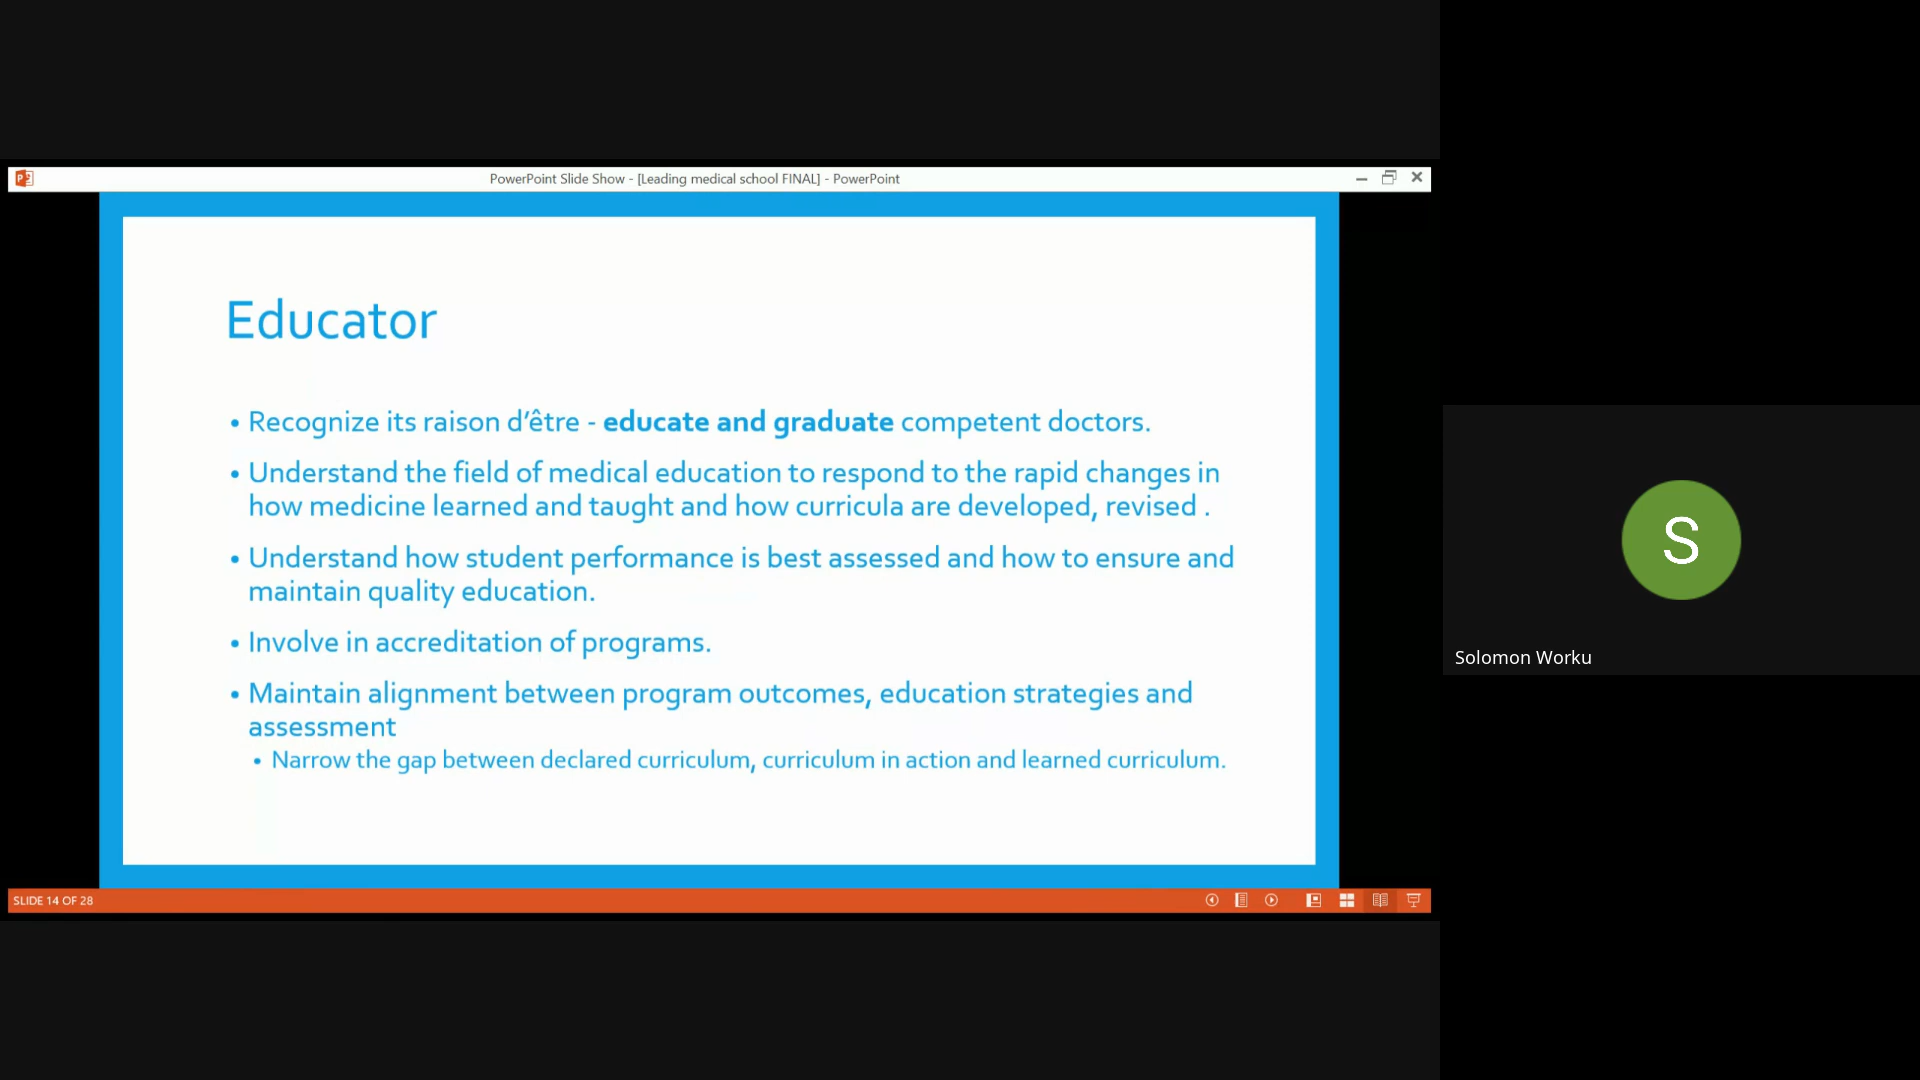 PowerPoint Slide Show - [Leading medical school FINAL] - PowerPoint
Educator
• Recognize its raison d’être - educate and graduate competent doctors.
• Understand the field of medical education to respond to the rapid changes in
how medicine learned and taught and how curricula are developed, revised .
• Understand how student performance is best assessed and how to ensure and
maintain quality education.
• Involve in accreditation of programs.
• Maintain alignment between program outcomes, education strategies and
assessment
• Narrow the gap between declared curriculum, curriculum in action and learned curriculum.
SLIDE 14 OF 28
S
Solomon Worku